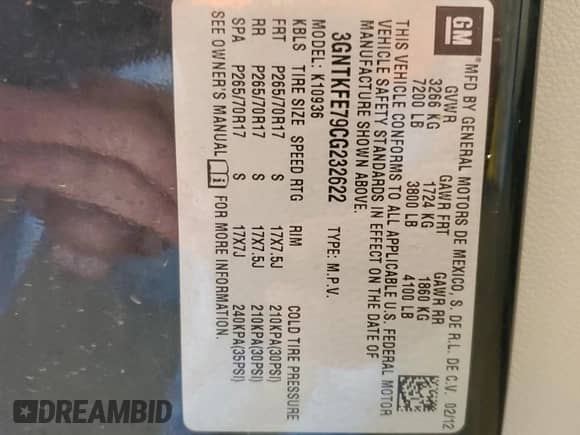 GM
® MFD BY GENERAL MOTORS DE MEXICO, S. DE R.L. DE C.V. 02/12
GVWR GAWR FRT GAWR RR
3266 KG 1724 KG 1860 KG
7200 LB 3800 LB 4100 LB
THIS VEHICLE CONFORMS TO ALL APPLICABLE U.S. FEDERAL MOTOR
VEHICLE SAFETY STANDARDS IN EFFECT ON THE DATE OF
MANUFACTURE SHOWN ABOVE.
3GNTKFE79CG232622 TYPE: M.P.V.
MODEL: K10936
KBLS TIRE SIZE SPEED RTG RIM COLD TIRE PRESSURE
FRT P265/70R17 S 17X7.5J 210KPA(30PSI)
RR P265/70R17 S 17X7.5J 210KPA(30PSI)
SPA P265/70R17 S 17X7J 240KPA(35PSI)
SEE OWNER'S MANUAL FOR MORE INFORMATION.
DREAMBID